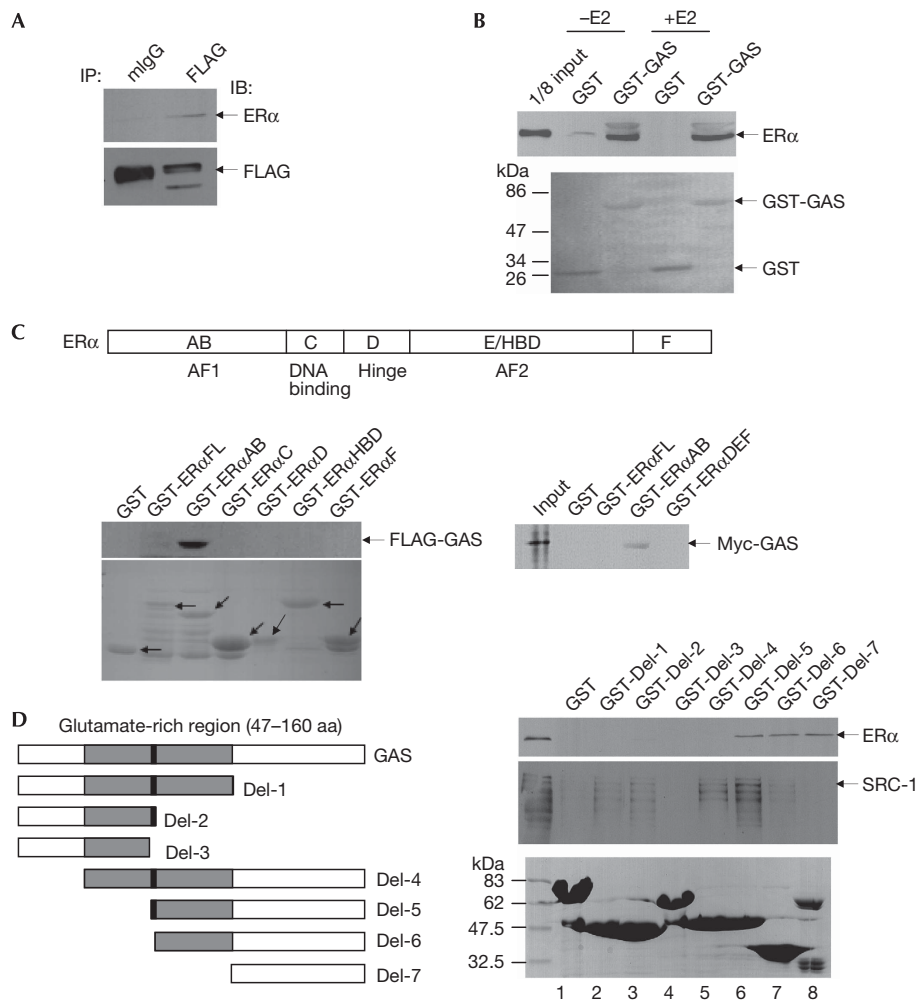 A
IP:
mIgG
FLAG
IB:
ERα
FLAG
B
–E2
+E2
1/8 input
GST
GST-GAS
GST
GST-GAS
ERα
kDa
86
47
34
26
GST-GAS
GST
C
ERα
AB
C
D
E/HBD
F
AF1
DNA
binding
Hinge
AF2
GST
GST-ERαFL
GST-ERαAB
GST-ERαC
GST-ERαD
GST-ERαHBD
GST-ERαF
FLAG-GAS
Input
GST
GST-ERαFL
GST-ERαAB
GST-ERαDEF
Myc-GAS
D
Glutamate-rich region (47–160 aa)
GAS
Del-1
Del-2
Del-3
Del-4
Del-5
Del-6
Del-7
GST
GST-Del-1
GST-Del-2
GST-Del-3
GST-Del-4
GST-Del-5
GST-Del-6
GST-Del-7
ERα
SRC-1
kDa
83
62
47.5
32.5
1 2 3 4 5 6 7 8